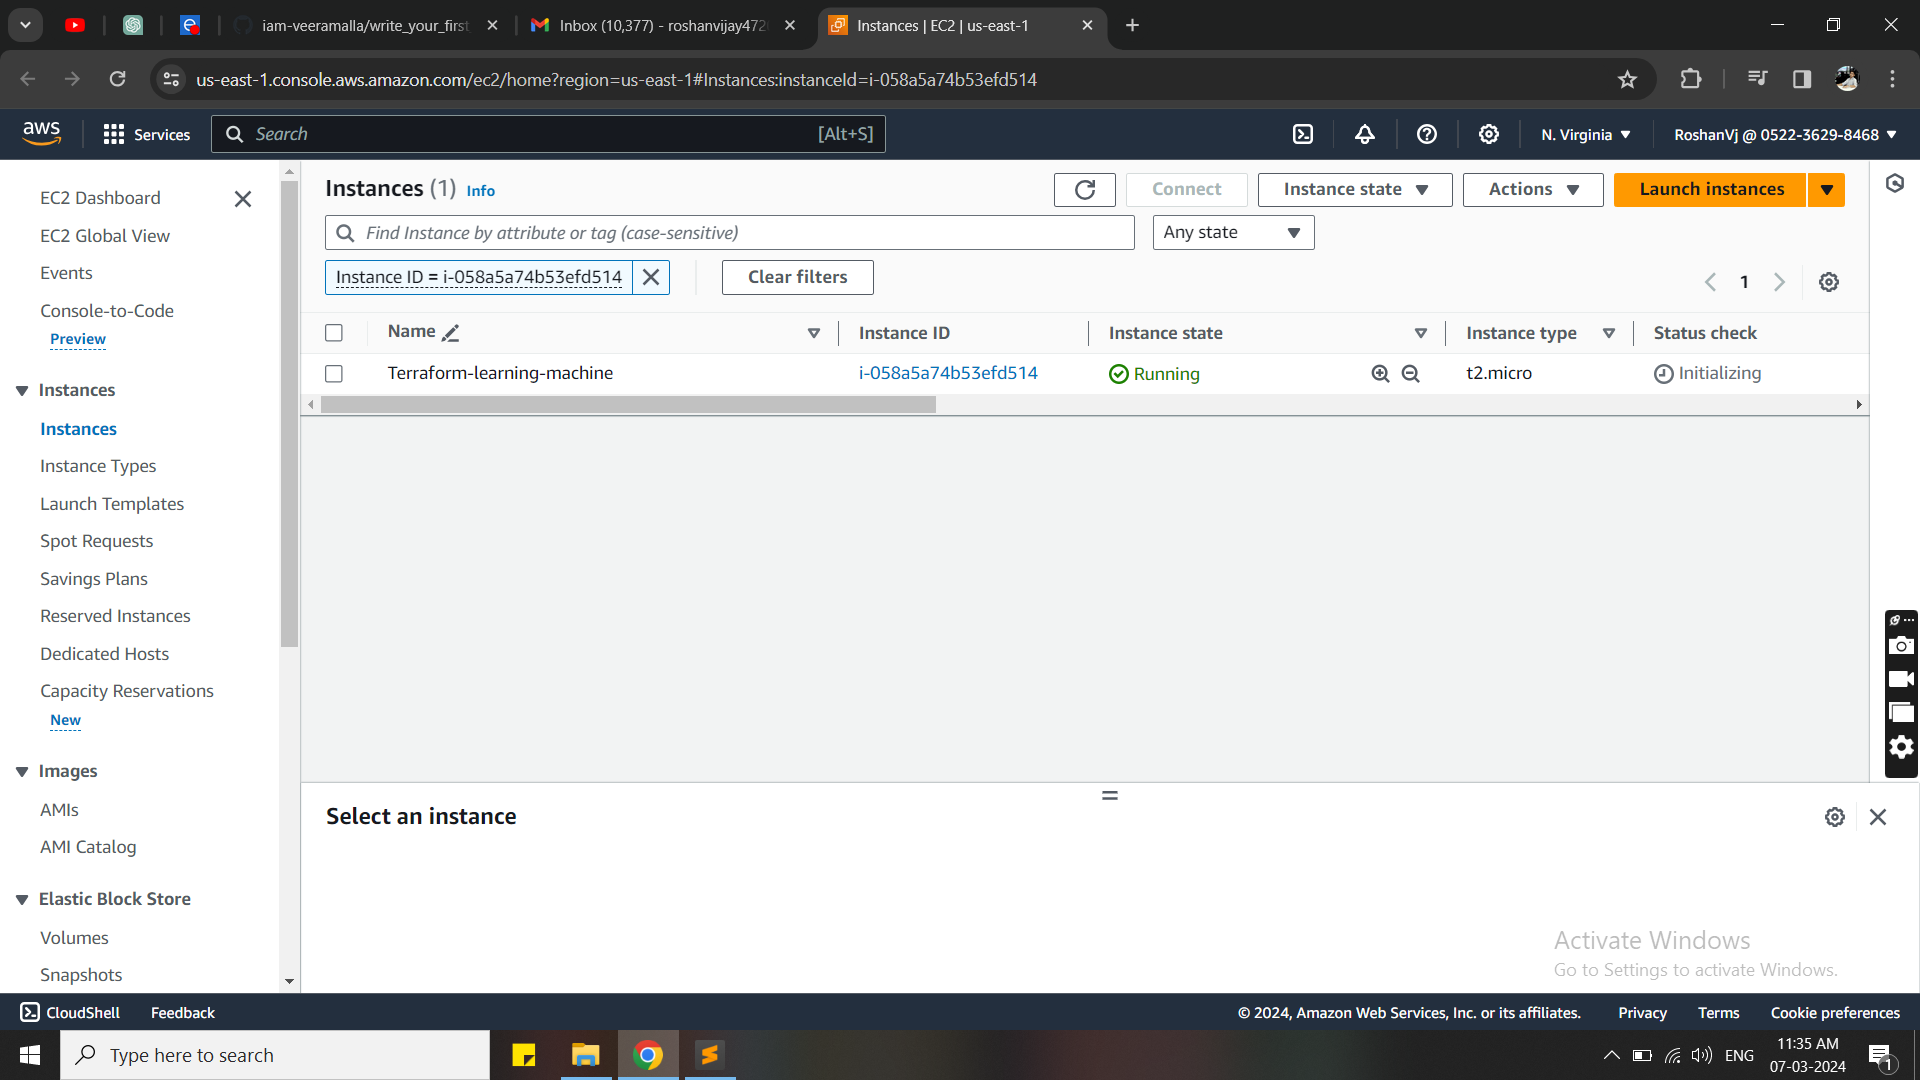 iam-veeramalla/write_your_first_
Inbox (10,377) - roshanvijay472
Instances | EC2 | us-east-1
us-east-1.console.aws.amazon.com/ec2/home?region=us-east-1#Instances:instanceId=i-058a5a74b53efd514
aws
Services
Search
[Alt+S]
N. Virginia
RoshanVj @ 0522-3629-8468
EC2 Dashboard
EC2 Global View
Events
Console-to-Code
Preview
Instances
Instances
Instance Types
Launch Templates
Spot Requests
Savings Plans
Reserved Instances
Dedicated Hosts
Capacity Reservations
New
Images
AMIs
AMI Catalog
Elastic Block Store
Volumes
Snapshots
Instances (1) Info
Connect
Instance state
Actions
Launch instances
Find Instance by attribute or tag (case-sensitive)
Any state
Instance ID = i-058a5a74b53efd514
Clear filters
1
Name Instance ID Instance state Instance type Status check
Terraform-learning-machine i-058a5a74b53efd514 Running t2.micro Initializing
Select an instance
Activate Windows
Go to Settings to activate Windows.
CloudShell
Feedback
© 2024, Amazon Web Services, Inc. or its affiliates.
Privacy
Terms
Cookie preferences
Type here to search
ENG
11:35 AM
07-03-2024
1